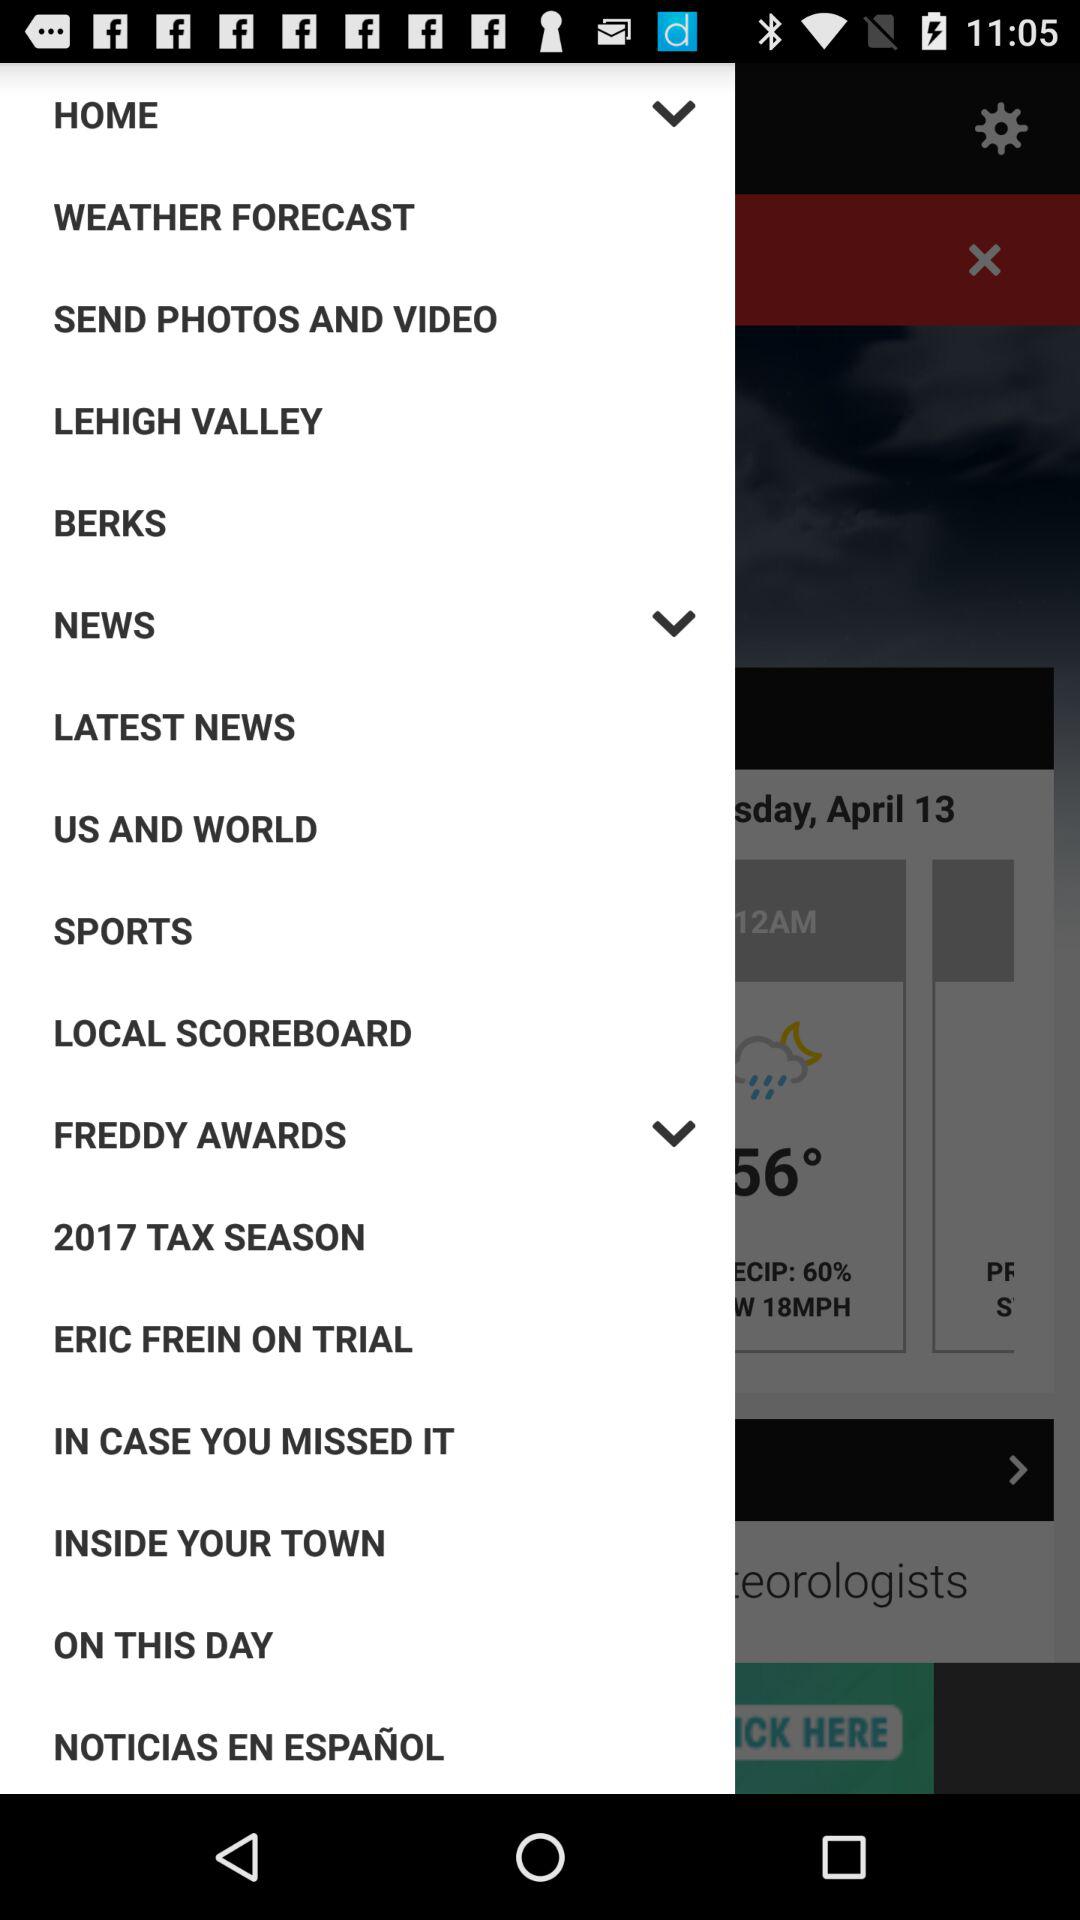 11:05
HOME
WEATHER FORECAST
SEND PHOTOS AND VIDEO
LEHIGH VALLEY
BERKS
NEWS
LATEST NEWS
US AND WORLD
sday, April 13
12AM
SPORTS
LOCAL SCOREBOARD
FREDDY AWARDS
56°
2017 TAX SEASON
ECIP: 60%
PR
W 18MPH
S
ERIC FREIN ON TRIAL
IN CASE YOU MISSED IT
INSIDE YOUR TOWN
teorologists
ON THIS DAY
NOTICIAS EN ESPAÑOL
ICK HERE